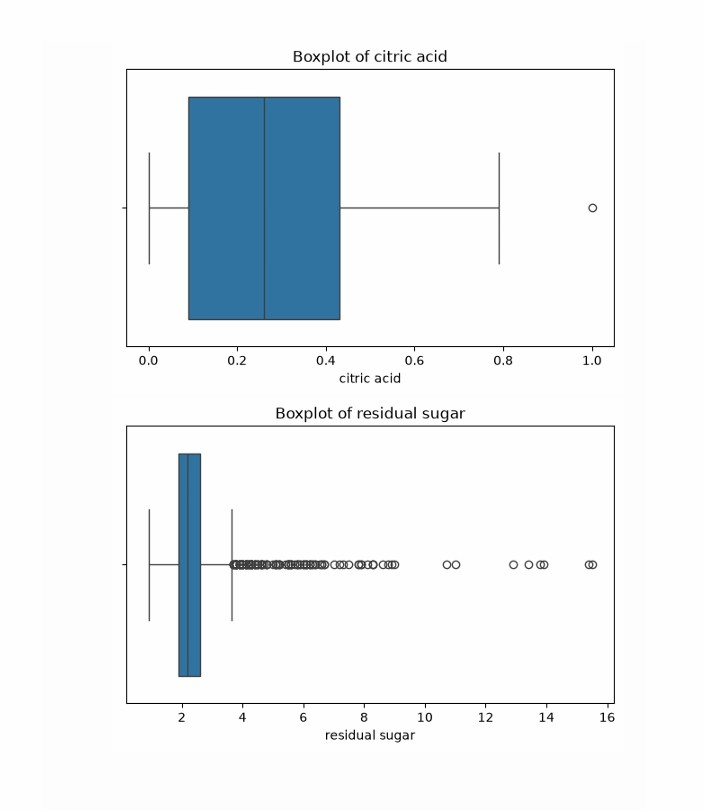 Boxplot of citric acid
0.0 0.2 0.4 0.6 0.8 1.0
citric acid
Boxplot of residual sugar
2 4 6 8 10 12 14 16
residual sugar